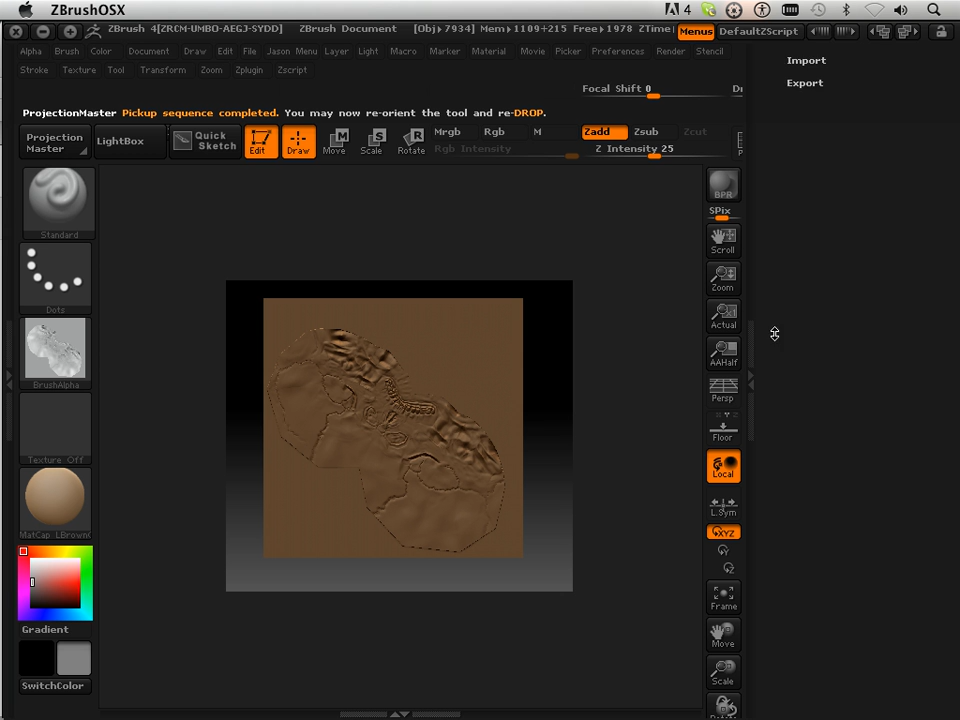 ZBrushOSX
4
ZBrush 4[ZRCM-UMBO-AEGJ-SYDD] ZBrush Document [Obj▸7934] Mem▸1109+215 Free▸1978 ZTime
Menus DefaultZScript
Alpha Brush Color Document Draw Edit File Jason Menu Layer Light Macro Marker Material Movie Picker Preferences Render Stencil
Stroke Texture Tool Transform Zoom Zplugin Zscript
Import
Export
Focal Shift 0
ProjectionMaster Pickup sequence completed. You may now re-orient the tool and re-DROP.
Projection Master
LightBox
Quick Sketch
Edit
Draw
Move
Scale
Rotate
Mrgb Rgb M
Rgb Intensity
Zadd Zsub Zcut
Z Intensity 25
Standard
Dots
BrushAlpha
Texture Off
MatCap LBrown
Gradient
SwitchColor
BPR
SPix
Scroll
Zoom
Actual
AAHalf
Persp
Floor
Local
L.Sym
XYZ
Y
Z
Frame
Move
Scale